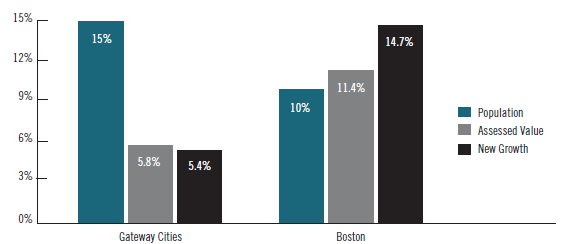 15%
12%
9%
6%
3%
0%
15%
5.8%
5.4%
10%
11.4%
14.7%
Gateway Cities
Boston
Population
Assessed Value
New Growth